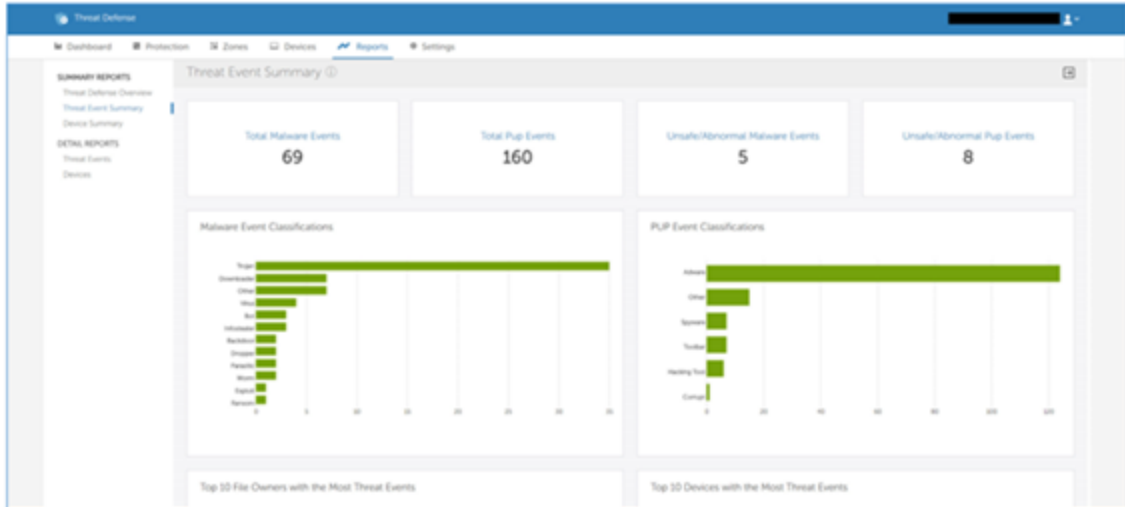 Threat Defense
Dashboard Protection Zones Devices Reports Settings
SUMMARY REPORTS
Threat Defense Overview
Threat Event Summary
Device Summary
DETAIL REPORTS
Threat Events
Devices
Threat Event Summary
Total Malware Events
69
Total Pup Events
160
Unsafe/Abnormal Malware Events
5
Unsafe/Abnormal Pup Events
8
Malware Event Classifications
Trojan
Downloader
Other
Virus
Bot
Infostealer
Backdoor
Dropper
Parasitic
Worm
Exploit
Ransom
0 5 10 15 20 25 30 35
PUP Event Classifications
Adware
Other
Spyware
Toolbar
Hacking Tool
Corrupt
0 20 40 60 80 100 120
Top 10 File Owners with the Most Threat Events
Top 10 Devices with the Most Threat Events